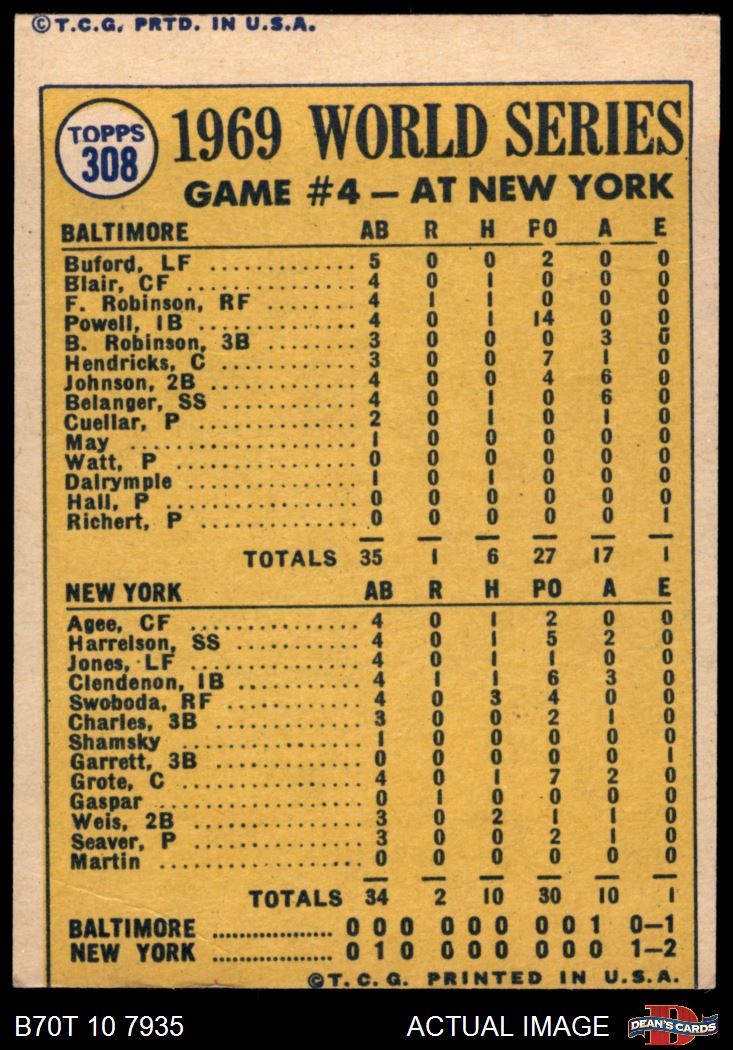 ©T.C.G. PRTD. IN U.S.A.
TOPPS
308
1969 WORLD SERIES
GAME #4 – AT NEW YORK
BALTIMORE AB R H PO A E
Buford, LF .............. 5 0 0 2 0 0
Blair, CF ................ 4 0 1 0 0 0
F. Robinson, RF ......... 4 1 1 0 0 0
Powell, 1B .............. 4 0 1 14 0 0
B. Robinson, 3B ......... 3 0 0 0 3 0
Hendricks, C ............ 3 0 0 7 1 0
Johnson, 2B ............. 4 0 0 4 6 0
Belanger, SS ............ 4 0 1 0 6 0
Cuellar, P .............. 2 0 1 0 1 0
May ..................... 1 0 0 0 0 0
Watt, P ................. 0 0 0 0 0 0
Dalrymple ............... 1 0 1 0 0 0
Hall, P ................. 0 0 0 0 0 0
Richert, P .............. 0 0 0 0 0 1
TOTALS 35 1 6 27 17 1
NEW YORK AB R H PO A E
Agee, CF ................ 4 0 1 2 0 0
Harrelson, SS ........... 4 0 1 5 2 0
Jones, LF ............... 4 0 1 1 0 0
Clendenon, 1B ........... 4 1 1 6 3 0
Swoboda, RF ............. 4 0 3 4 0 0
Charles, 3B ............. 3 0 0 2 1 0
Shamsky ................. 1 0 0 0 0 0
Garrett, 3B ............. 0 0 0 0 0 1
Grote, C ................ 4 0 1 7 2 0
Gaspar .................. 0 1 0 0 0 0
Weis, 2B ................ 3 0 2 1 1 0
Seaver, P ............... 3 0 0 2 1 0
Martin .................. 0 0 0 0 0 0
TOTALS 34 2 10 30 10 1
BALTIMORE .................. 0 0 0 0 0 0 0 0 1 0–1
NEW YORK .................. 0 1 0 0 0 0 0 0 0 1–2
©T.C.G. PRINTED IN U.S.A.
B70T 10 7935 ACTUAL IMAGE
D
DEAN'S CARDS